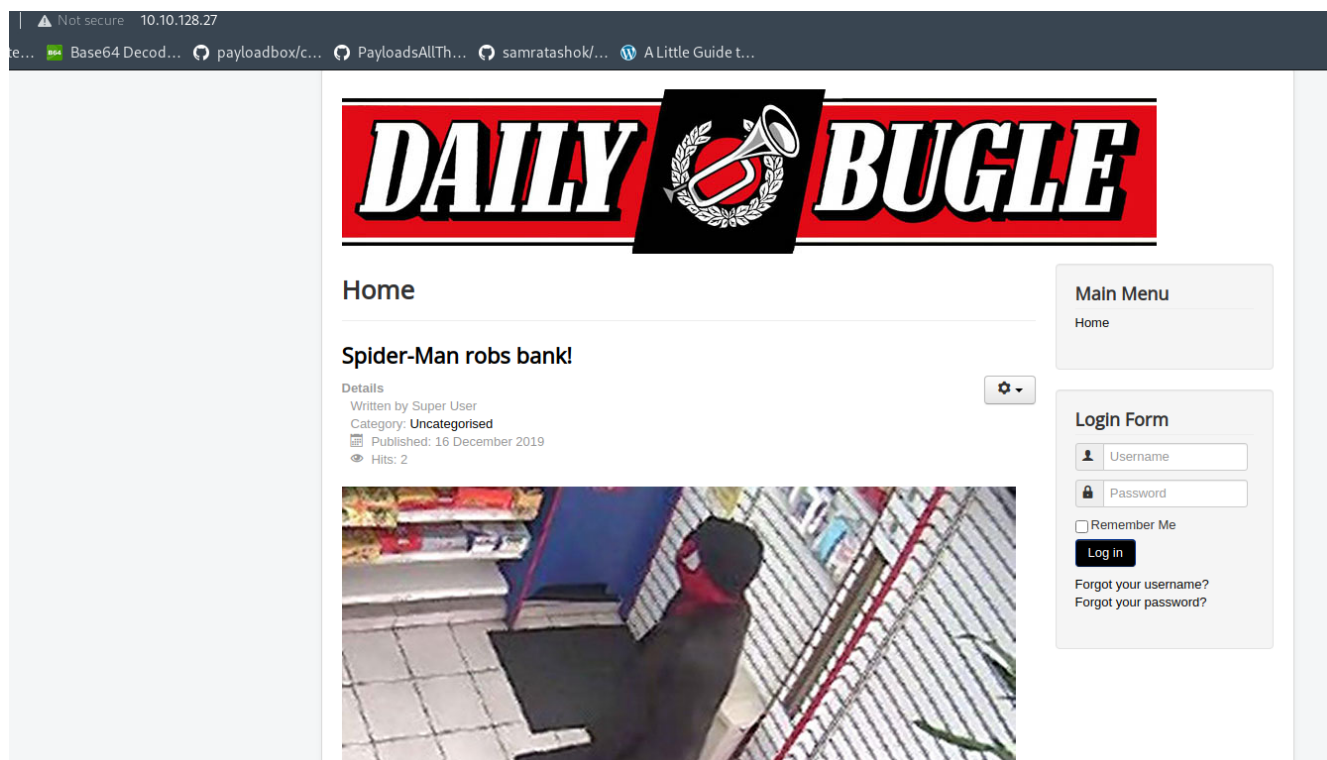 Not secure 10.10.128.27
te... B64 Base64 Decod... payloadbox/c... PayloadsAllTh... samratashok/... A Little Guide t...
DAILY BUGLE
Home
Spider-Man robs bank!
Details
Written by Super User
Category: Uncategorised
Published: 16 December 2019
Hits: 2
Main Menu
Home
Login Form
Username
Password
Remember Me
Log in
Forgot your username?
Forgot your password?